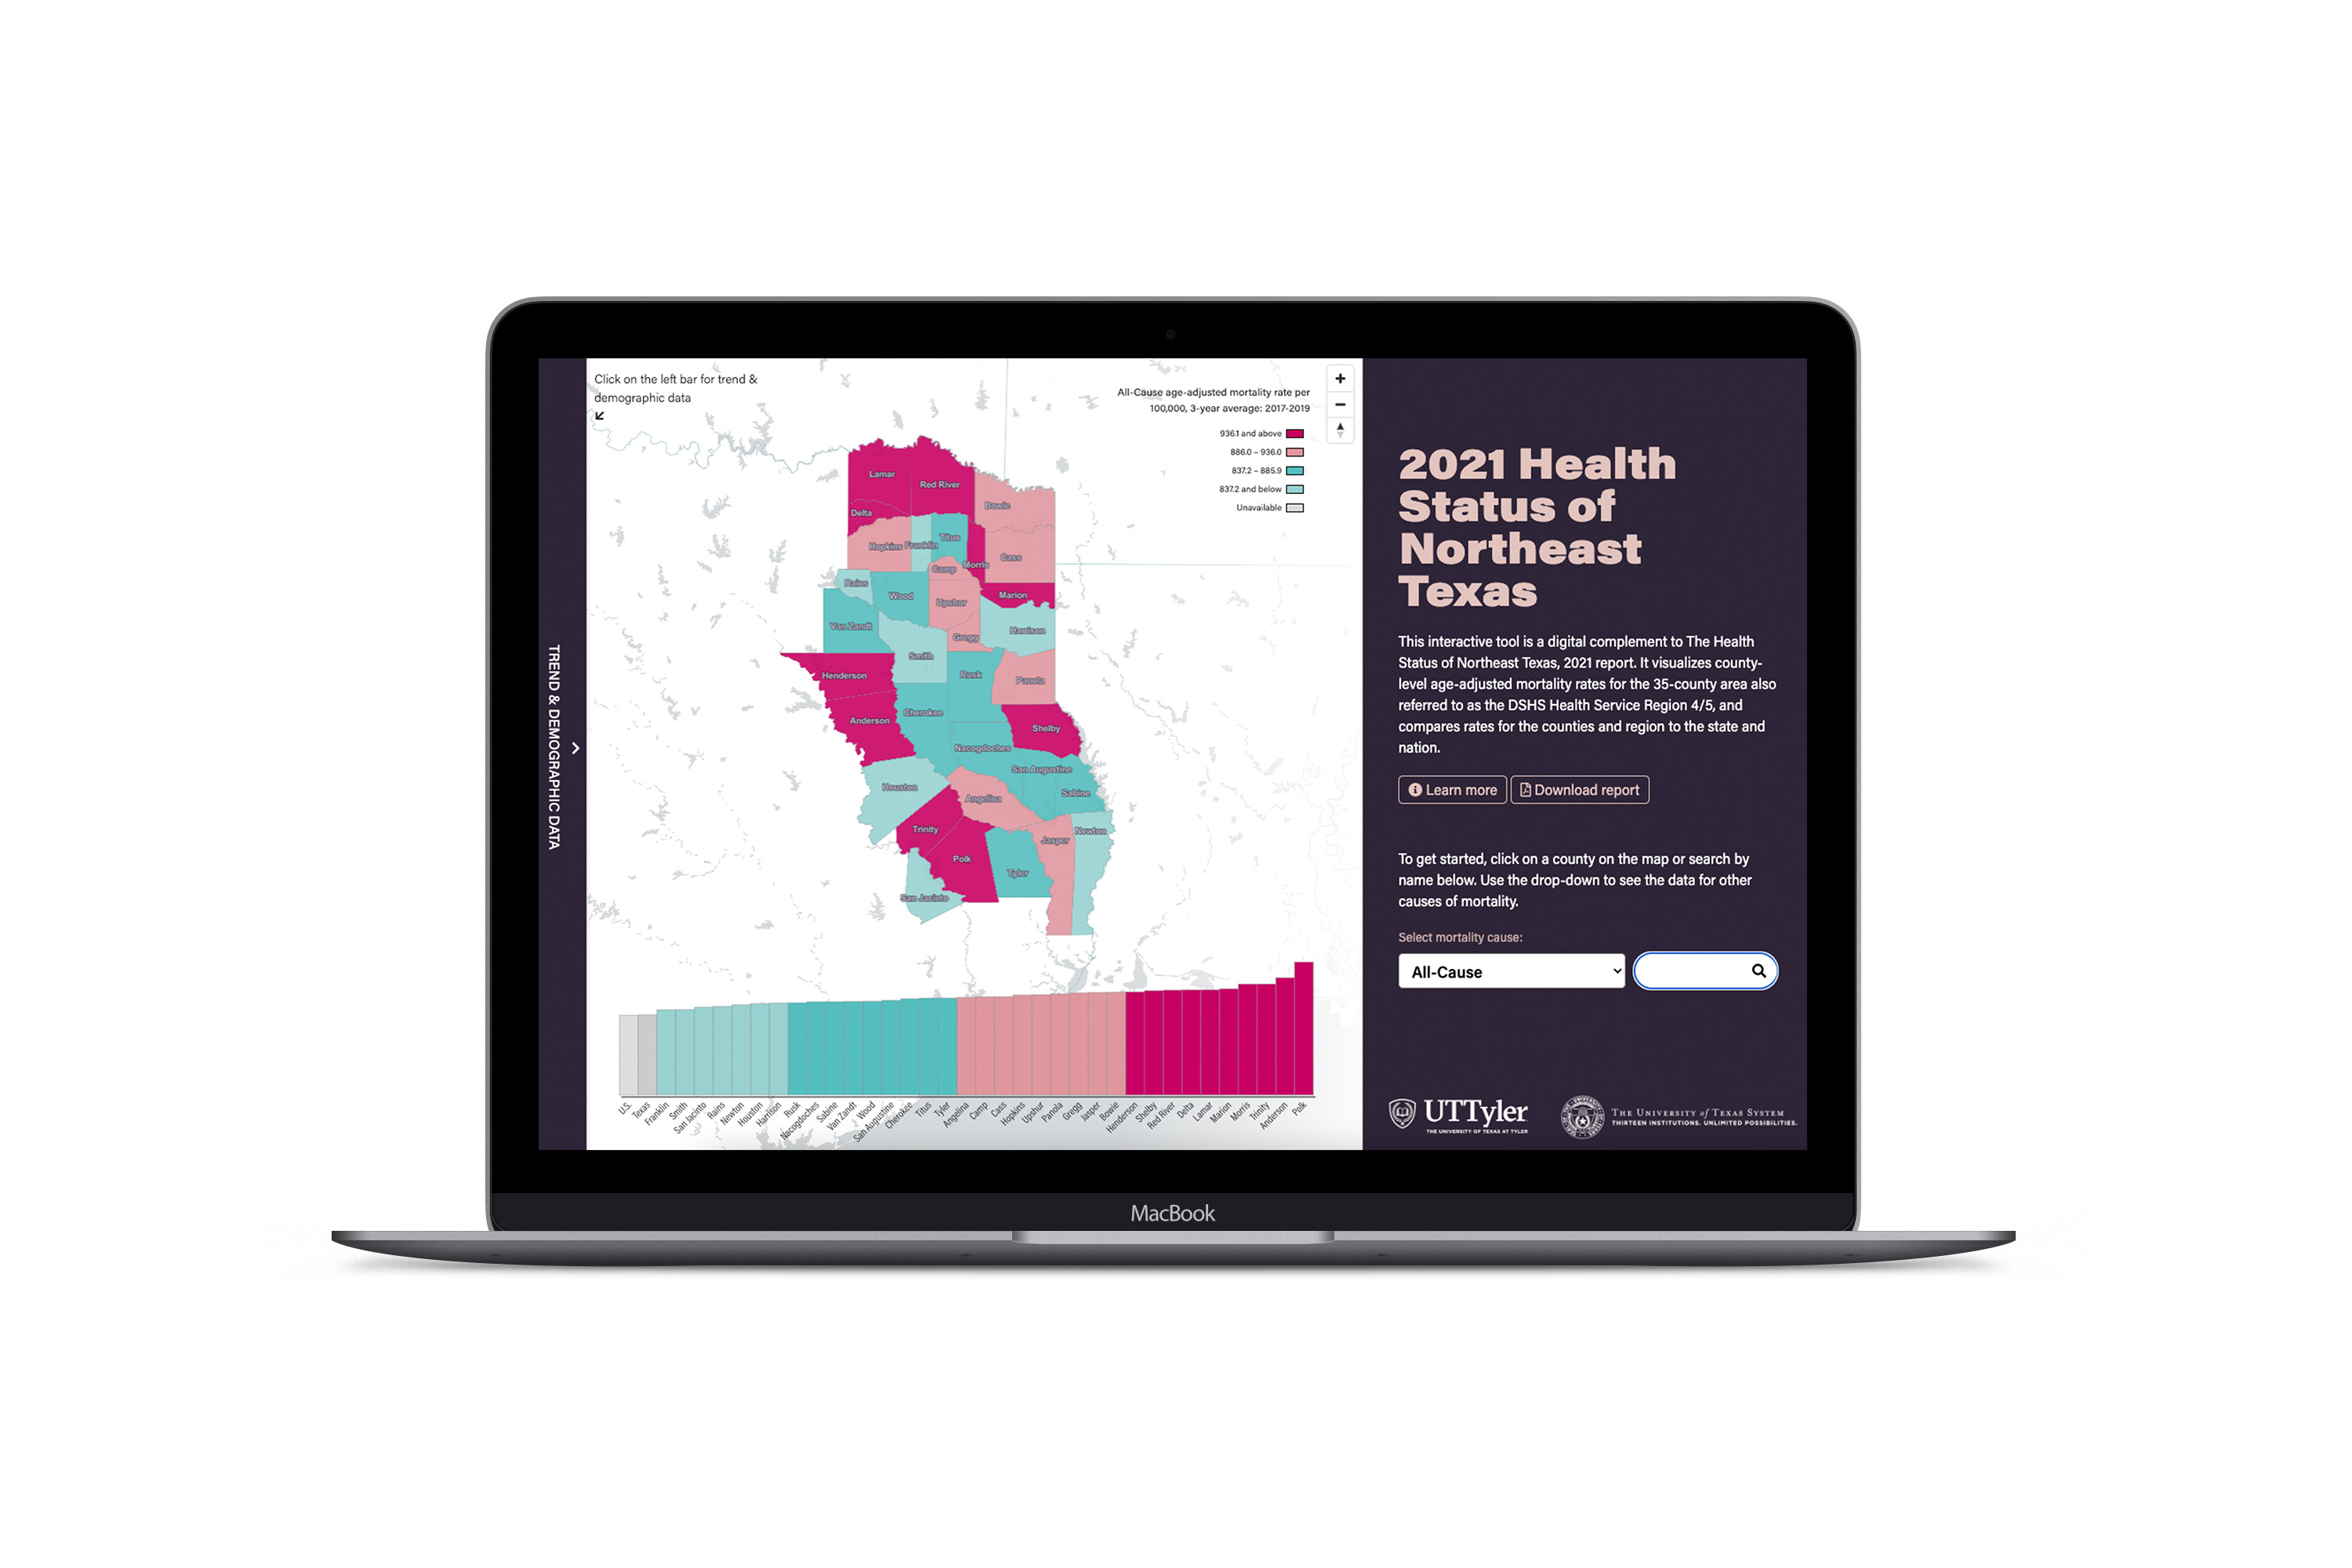 Click on the left bar for trend &
demographic data
TREND & DEMOGRAPHIC DATA
All-Cause age-adjusted mortality rate per
100,000, 3-year average: 2017-2019
936.1 and above
886.0 – 936.0
837.2 – 885.9
837.2 and below
Unavailable
Lamar
Red River
Bowie
Delta
Titus
Hopkins
Franklin
Cass
Morris
Camp
Rains
Wood
Marion
Upshur
Van Zandt
Harrison
Gregg
Smith
Henderson
Rusk
Panola
Cherokee
Anderson
Shelby
Nacogdoches
San Augustine
Houston
Sabine
Angelina
Trinity
Newton
Jasper
Polk
Tyler
San Jacinto
U.S.
Texas
Franklin
Smith
San Jacinto
Rains
Newton
Houston
Harrison
Rusk
Nacogdoches
Sabine
Van Zandt
Wood
San Augustine
Cherokee
Titus
Tyler
Angelina
Camp
Cass
Hopkins
Upshur
Panola
Gregg
Jasper
Bowie
Henderson
Shelby
Red River
Delta
Lamar
Marion
Morris
Trinity
Anderson
Polk
2021 Health
Status of
Northeast
Texas
This interactive tool is a digital complement to The Health
Status of Northeast Texas, 2021 report. It visualizes county-
level age-adjusted mortality rates for the 35-county area also
referred to as the DSHS Health Service Region 4/5, and
compares rates for the counties and region to the state and
nation.
Learn more
Download report
To get started, click on a county on the map or search by
name below. Use the drop-down to see the data for other
causes of mortality.
Select mortality cause:
All-Cause
UTTyler
THE UNIVERSITY OF TEXAS AT TYLER
THE UNIVERSITY of TEXAS SYSTEM
THIRTEEN INSTITUTIONS. UNLIMITED POSSIBILITIES.
MacBook